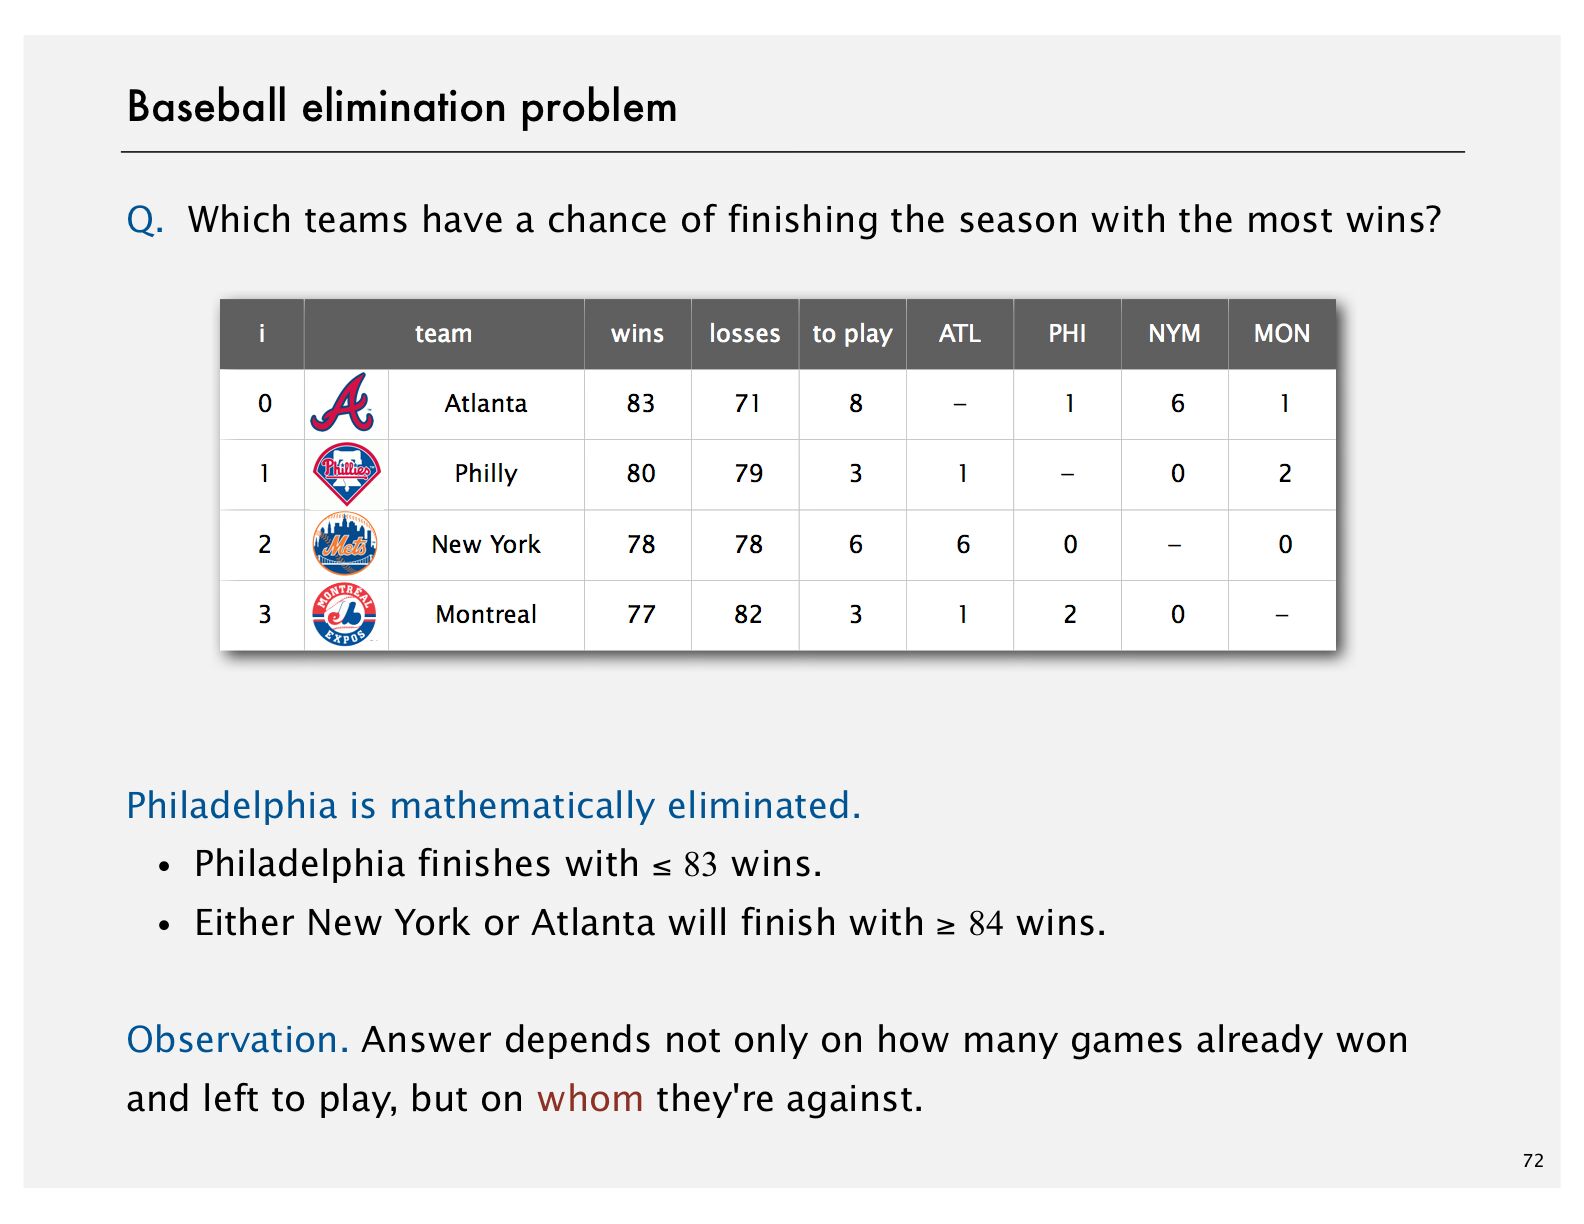 Baseball elimination problem
Q. Which teams have a chance of finishing the season with the most wins?
i team wins losses to play ATL PHI NYM MON
0 Atlanta 83 71 8 – 1 6 1
1 Phillies Philly 80 79 3 1 – 0 2
2 Mets New York 78 78 6 6 0 – 0
3 MONTRÉAL EXPOS Montreal 77 82 3 1 2 0 –
Philadelphia is mathematically eliminated.
• Philadelphia finishes with ≤ 83 wins.
• Either New York or Atlanta will finish with ≥ 84 wins.
Observation. Answer depends not only on how many games already won
and left to play, but on whom they're against.
72